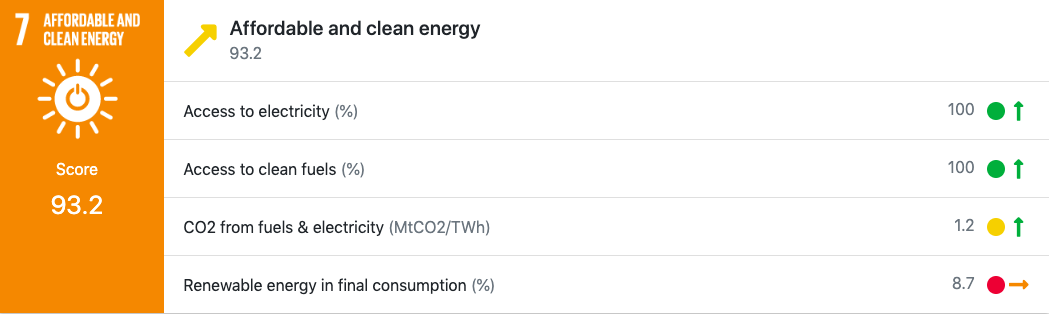 7 AFFORDABLE AND
CLEAN ENERGY
Score
93.2
Affordable and clean energy
93.2
Access to electricity (%) 100
Access to clean fuels (%) 100
CO2 from fuels & electricity (MtCO2/TWh) 1.2
Renewable energy in final consumption (%) 8.7